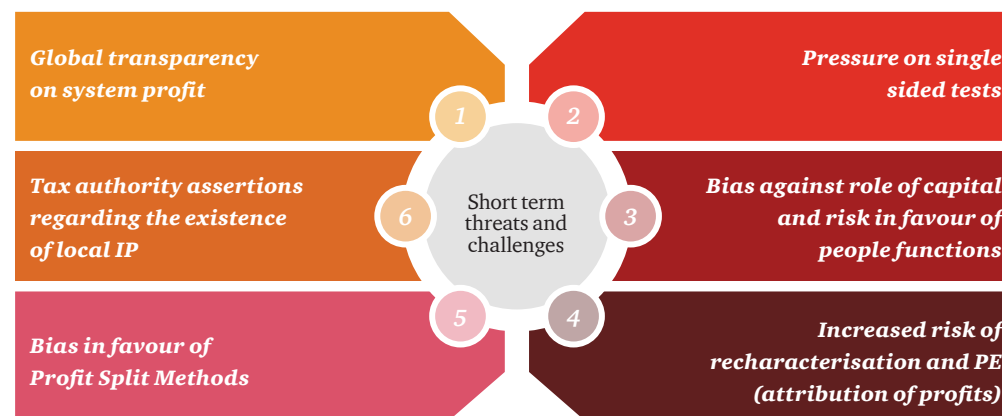 Global transparency
on system profit
1
Pressure on single
sided tests
2
Bias against role of capital
and risk in favour of
people functions
3
Increased risk of
recharacterisation and PE
(attribution of profits)
4
Bias in favour of
Profit Split Methods
5
Tax authority assertions
regarding the existence
of local IP
6
Short term
threats and
challenges